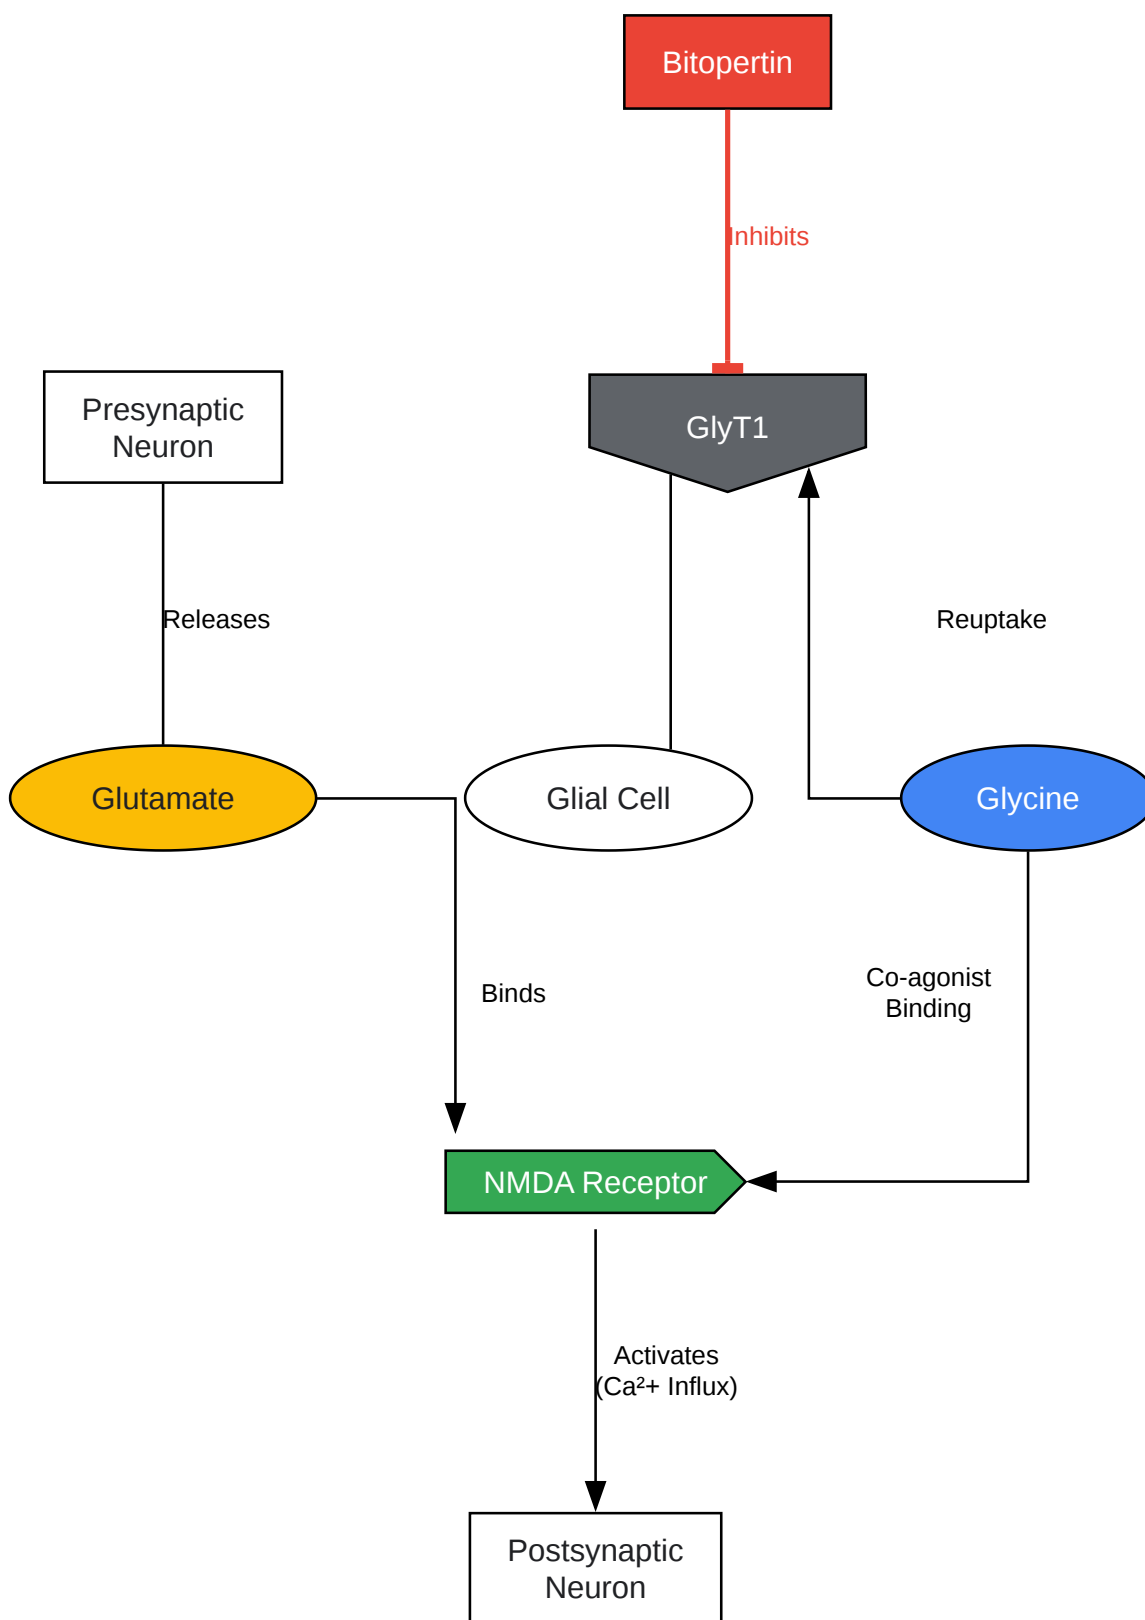 Bitopertin
Inhibits
Presynaptic
Neuron
GlyT1
Releases
Reuptake
Glutamate
Glial Cell
Glycine
Binds
Co-agonist
Binding
NMDA Receptor
Activates
(Ca²+ Influx)
Postsynaptic
Neuron